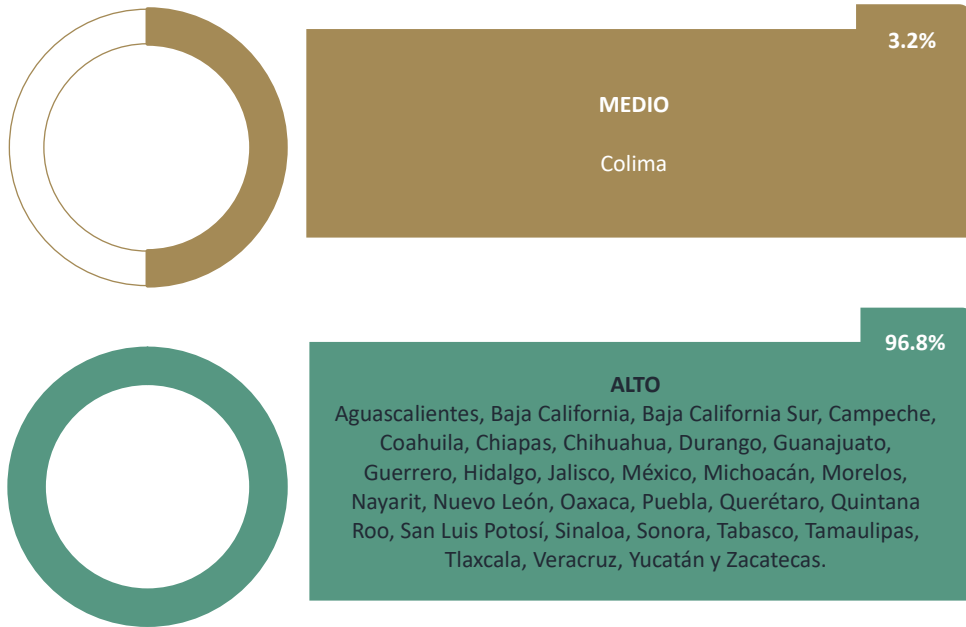 3.2%
MEDIO
Colima
96.8%
ALTO
Aguascalientes, Baja California, Baja California Sur, Campeche,
Coahuila, Chiapas, Chihuahua, Durango, Guanajuato,
Guerrero, Hidalgo, Jalisco, México, Michoacán, Morelos,
Nayarit, Nuevo León, Oaxaca, Puebla, Querétaro, Quintana
Roo, San Luis Potosí, Sinaloa, Sonora, Tabasco, Tamaulipas,
Tlaxcala, Veracruz, Yucatán y Zacatecas.